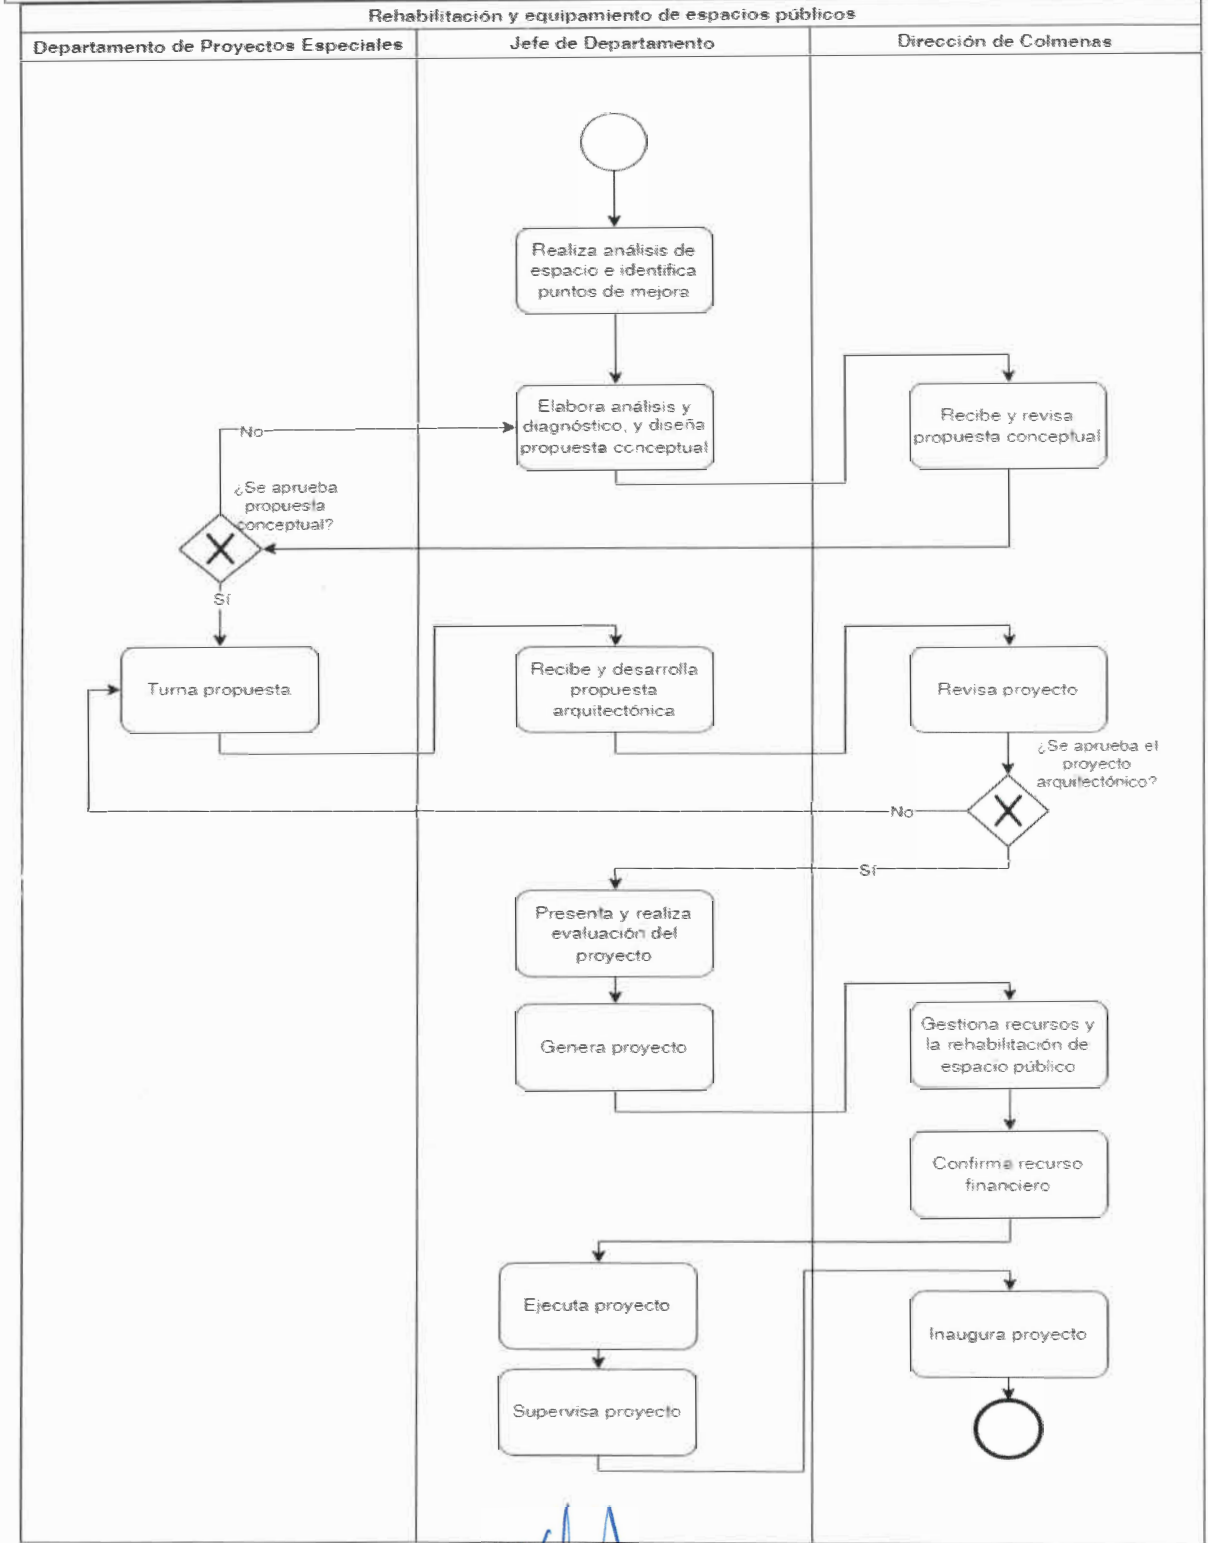 Rehabilitación y equipamiento de espacios públicos
Departamento de Proyectos Especiales
Jefe de Departamento
Dirección de Colmenas
Realiza análisis de
espacio e identifica
puntos de mejora
Elabora análisis y
diagnóstico, y diseña
propuesta conceptual
Recibe y revisa
propuesta conceptual
No
¿Se aprueba
propuesta
conceptual?
Sí
Turna propuesta
Recibe y desarrolla
propuesta
arquitectónica
Revisa proyecto
¿Se aprueba el
proyecto
arquitectónico?
No
Sí
Presenta y realiza
evaluación del
proyecto
Genera proyecto
Gestiona recursos y
la rehabilitación de
espacio público
Confirma recurso
financiero
Ejecuta proyecto
Inaugura proyecto
Supervisa proyecto